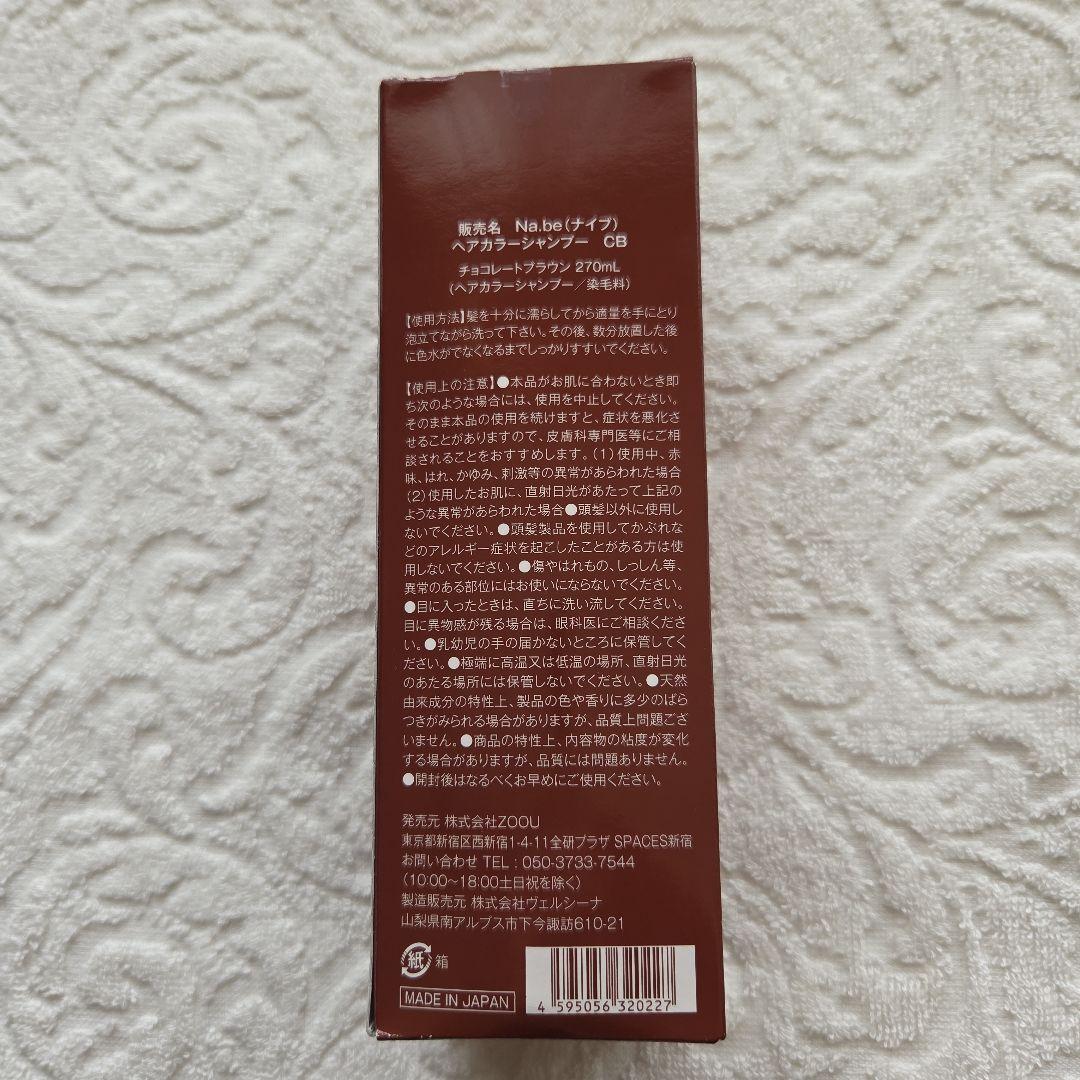 販売名 Na.be(ナイブ)
ヘアカラーシャンプー CB
チョコレートブラウン 270mL
(ヘアカラーシャンプー/染毛料)
【使用方法】髪を十分に濡らしてから適量を手にとり
泡立てながら洗って下さい。その後、数分放置した後
に色水がでなくなるまでしっかりすすいでください。
【使用上の注意】●本品がお肌に合わないとき即
ち次のような場合には、使用を中止してください。
そのまま本品の使用を続けますと、症状を悪化さ
せることがありますので、皮膚科専門医等にご相
談されることをおすすめします。(1)使用中、赤
味、はれ、かゆみ、刺激等の異常があらわれた場合
(2)使用したお肌に、直射日光があたって上記の
ような異常があらわれた場合●頭髪以外に使用し
ないでください。●頭髪製品を使用してかぶれな
どのアレルギー症状を起こしたことがある方は使
用しないでください。●傷やはれもの、しっしん等、
異常のある部位にはお使いにならないでください。
●目に入ったときは、直ちに洗い流してください。
目に異物感が残る場合は、眼科医にご相談くださ
い。●乳幼児の手の届かないところに保管してく
ださい。●極端に高温又は低温の場所、直射日光
のあたる場所には保管しないでください。●天然
由来成分の特性上、製品の色や香りに多少のばら
つきがみられる場合がありますが、品質上問題ござ
いません。●商品の特性上、内容物の粘度が変化
する場合がありますが、品質には問題ありません。
●開封後はなるべくお早めにご使用ください。
発売元 株式会社ZOOU
東京都新宿区西新宿1-4-11全研プラザ SPACES新宿
お問い合わせ TEL:050-3733-7544
(10:00〜18:00土日祝を除く)
製造販売元 株式会社ヴェルシーナ
山梨県南アルプス市下今諏訪610-21
紙 箱
MADE IN JAPAN
4 595056 320227